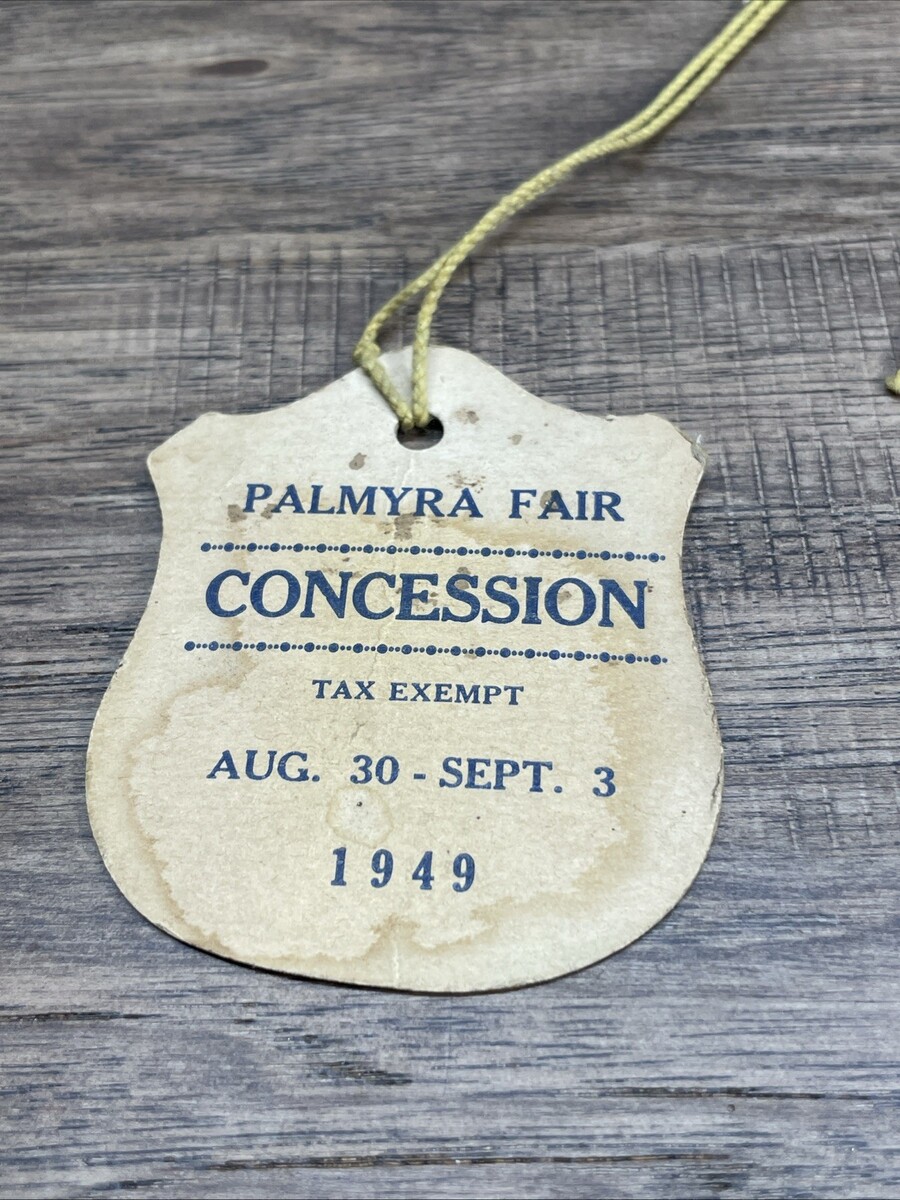 PALMYRA FAIR
CONCESSION
TAX EXEMPT
AUG. 30 - SEPT. 3
1949